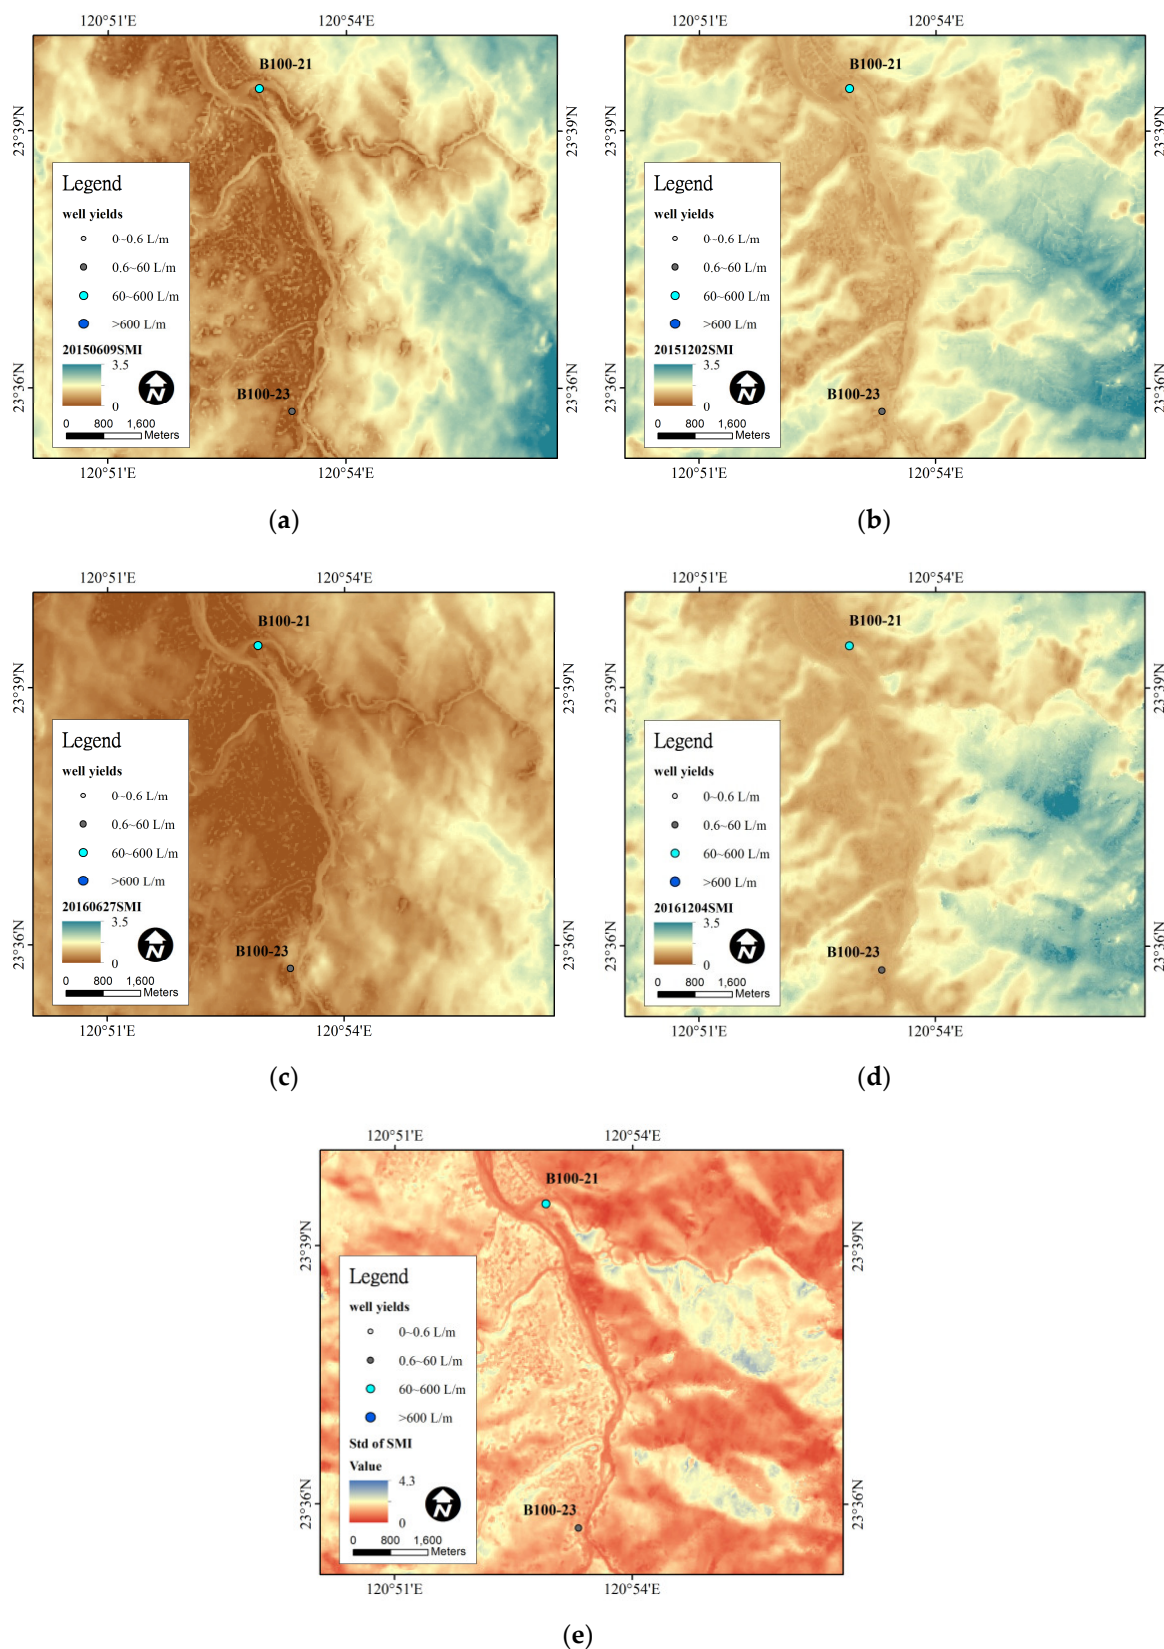 120°51'E 120°54'E
B100-21
23°39'N 23°39'N
Legend
well yields
0~0.6 L/m
0.6~60 L/m
60~600 L/m
>600 L/m
20150609SMI
3.5
0
N
0 800 1,600
Meters
B100-23
23°36'N 23°36'N
120°51'E 120°54'E
(a)
120°51'E 120°54'E
B100-21
23°39'N 23°39'N
Legend
well yields
0~0.6 L/m
0.6~60 L/m
60~600 L/m
>600 L/m
20151202SMI
3.5
0
N
0 800 1,600
Meters
B100-23
23°36'N 23°36'N
120°51'E 120°54'E
(b)
120°51'E 120°54'E
B100-21
23°39'N 23°39'N
Legend
well yields
0~0.6 L/m
0.6~60 L/m
60~600 L/m
>600 L/m
20160627SMI
3.5
0
N
0 800 1,600
Meters
B100-23
23°36'N 23°36'N
120°51'E 120°54'E
(c)
120°51'E 120°54'E
B100-21
23°39'N 23°39'N
Legend
well yields
0~0.6 L/m
0.6~60 L/m
60~600 L/m
>600 L/m
20161204SMI
3.5
0
N
0 800 1,600
Meters
B100-23
23°36'N 23°36'N
120°51'E 120°54'E
(d)
120°51'E 120°54'E
B100-21
23°39'N 23°39'N
Legend
well yields
0~0.6 L/m
0.6~60 L/m
60~600 L/m
>600 L/m
Std of SMI
Value
4.3
0
N
0 800 1,600
Meters
B100-23
23°36'N 23°36'N
120°51'E 120°54'E
(e)